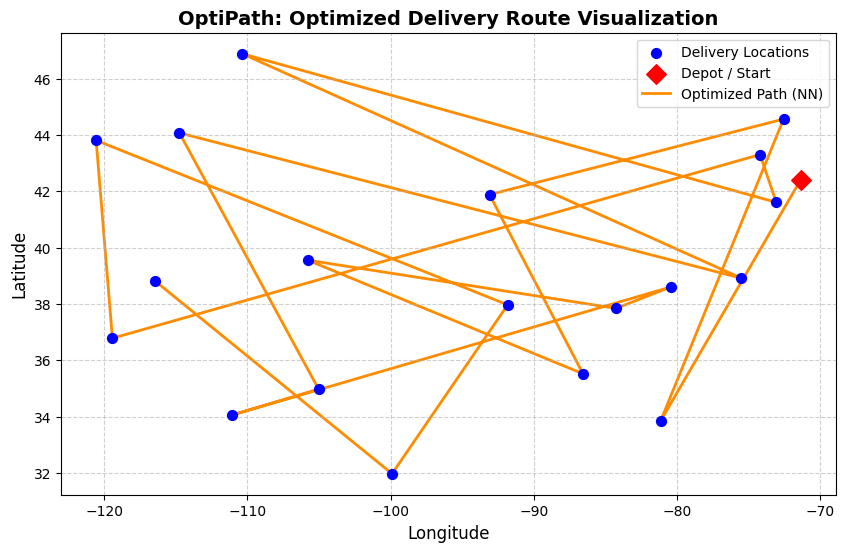 OptiPath: Optimized Delivery Route Visualization
Delivery Locations
Depot / Start
Optimized Path (NN)
Latitude
46
44
42
40
38
36
34
32
−120
−110
−100
−90
−80
−70
Longitude